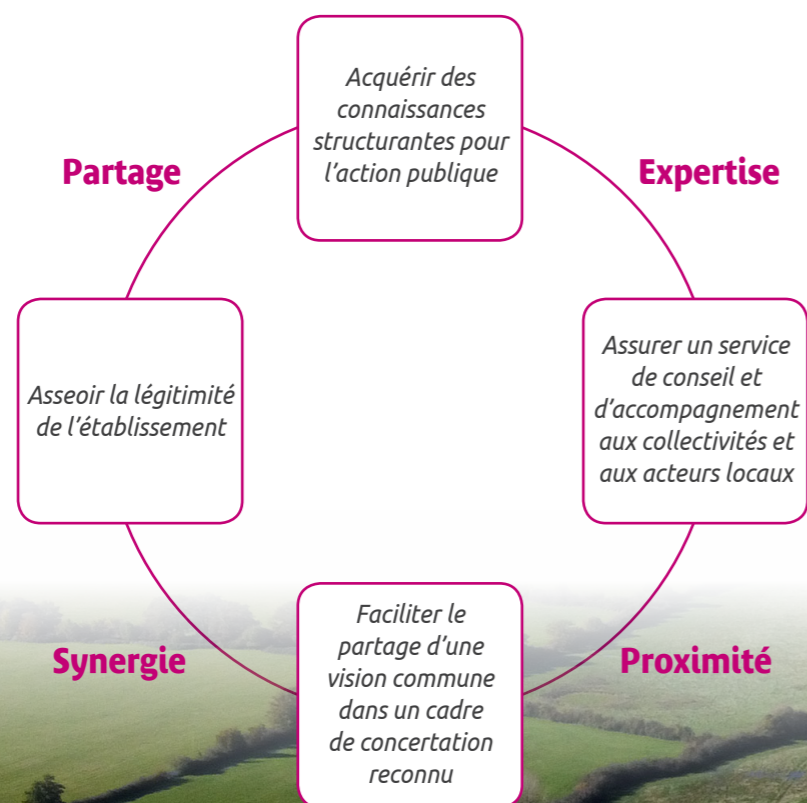 Acquérir des
connaissances
structurantes pour
l’action publique
Partage
Expertise
Asseoir la légitimité
de l’établissement
Assurer un service
de conseil et
d’accompagnement
aux collectivités et
aux acteurs locaux
Synergie
Proximité
Faciliter le
partage d’une
vision commune
dans un cadre
de concertation
reconnu